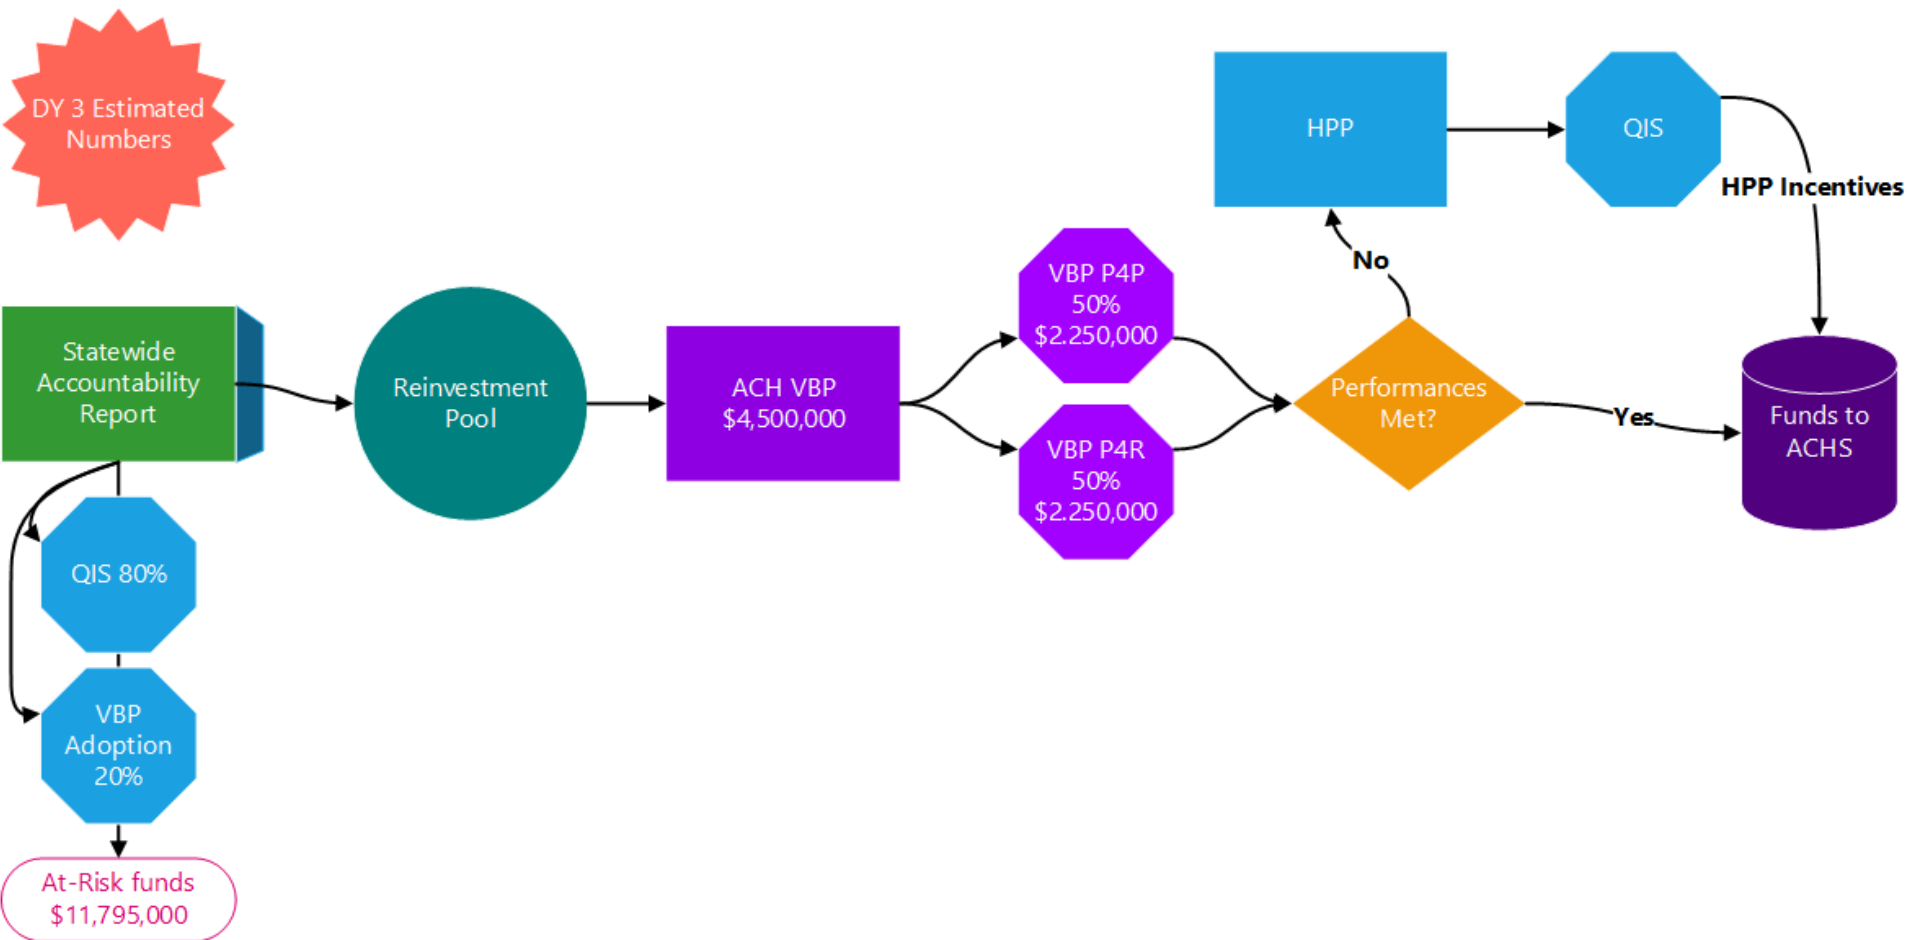 DY 3 Estimated
Numbers
HPP
QIS
HPP Incentives
No
Statewide
Accountability
Report
Reinvestment
Pool
ACH VBP
$4,500,000
VBP P4P
50%
$2.250,000
VBP P4R
50%
$2.250,000
Performances
Met?
Yes
Funds to
ACHS
QIS 80%
VBP
Adoption
20%
At-Risk funds
$11,795,000